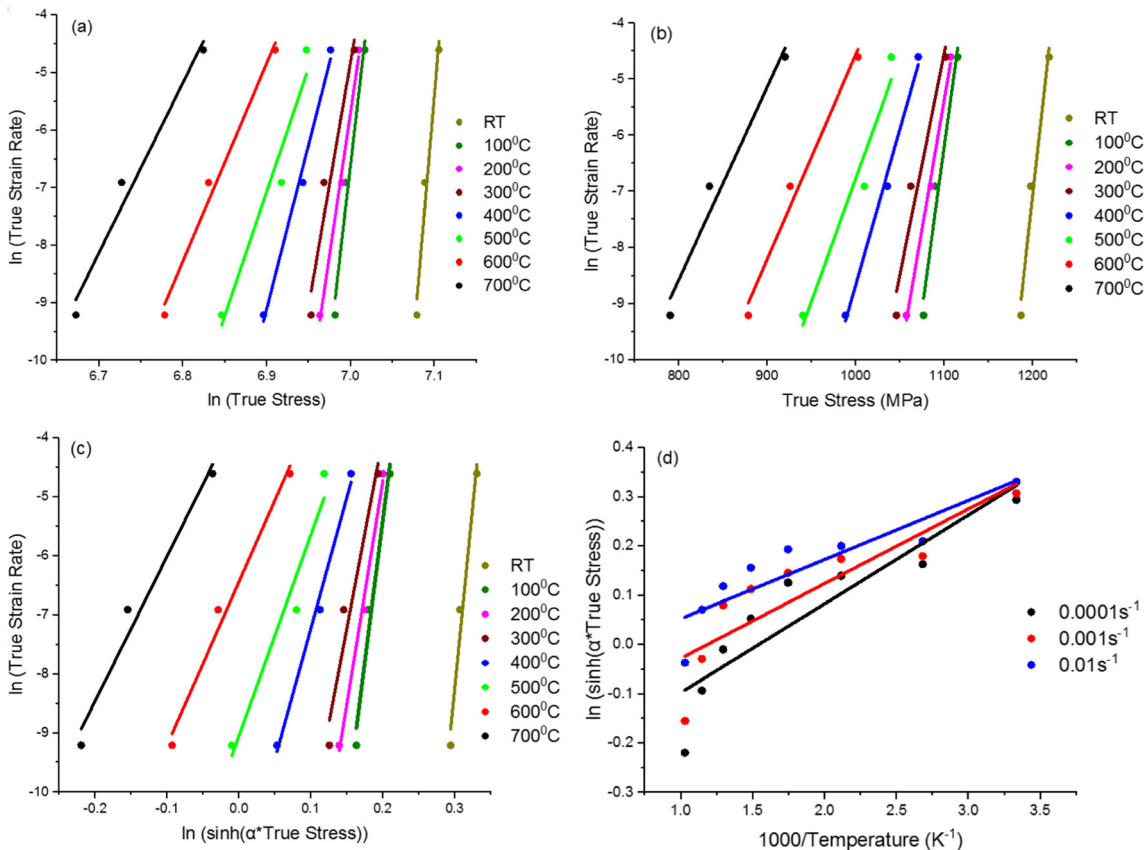 (a)
-4
-5
-6
-7
-8
-9
-10
ln (True Strain Rate)
6.7 6.8 6.9 7.0 7.1
ln (True Stress)
RT
100⁰C
200⁰C
300⁰C
400⁰C
500⁰C
600⁰C
700⁰C
(b)
-4
-5
-6
-7
-8
-9
-10
ln (True Strain Rate)
800 900 1000 1100 1200
True Stress (MPa)
RT
100⁰C
200⁰C
300⁰C
400⁰C
500⁰C
600⁰C
700⁰C
(c)
-4
-5
-6
-7
-8
-9
-10
ln (True Strain Rate)
-0.2 -0.1 0.0 0.1 0.2 0.3
ln (sinh(α*True Stress))
RT
100⁰C
200⁰C
300⁰C
400⁰C
500⁰C
600⁰C
700⁰C
(d)
0.4
0.3
0.2
0.1
0.0
-0.1
-0.2
-0.3
ln (sinh(α*True Stress))
1.0 1.5 2.0 2.5 3.0 3.5
1000/Temperature (K⁻¹)
0.0001s⁻¹
0.001s⁻¹
0.01s⁻¹